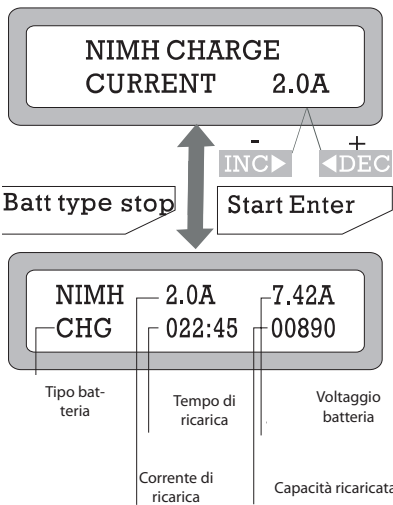 NIMH CHARGE
CURRENT 2.0A
- +
INC▶ ◀DEC
Batt type stop
Start Enter
NIMH 2.0A 7.42A
CHG 022:45 00890
Tipo bat-
teria
Tempo di
ricarica
Voltaggio
batteria
Corrente di
ricarica
Capacità ricaricata